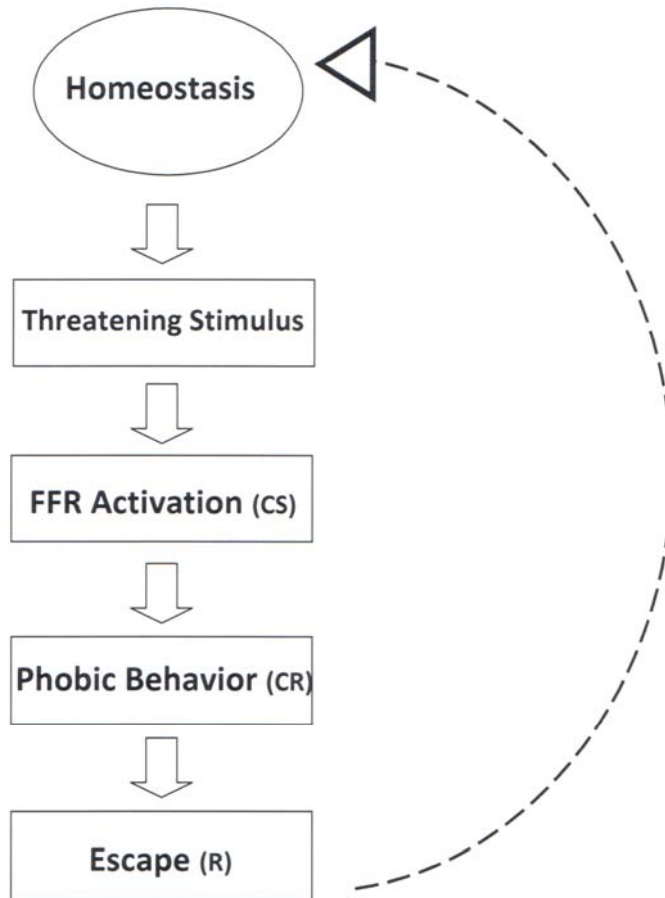 Homeostasis
Threatening Stimulus
FFR Activation (CS)
Phobic Behavior (CR)
Escape (R)